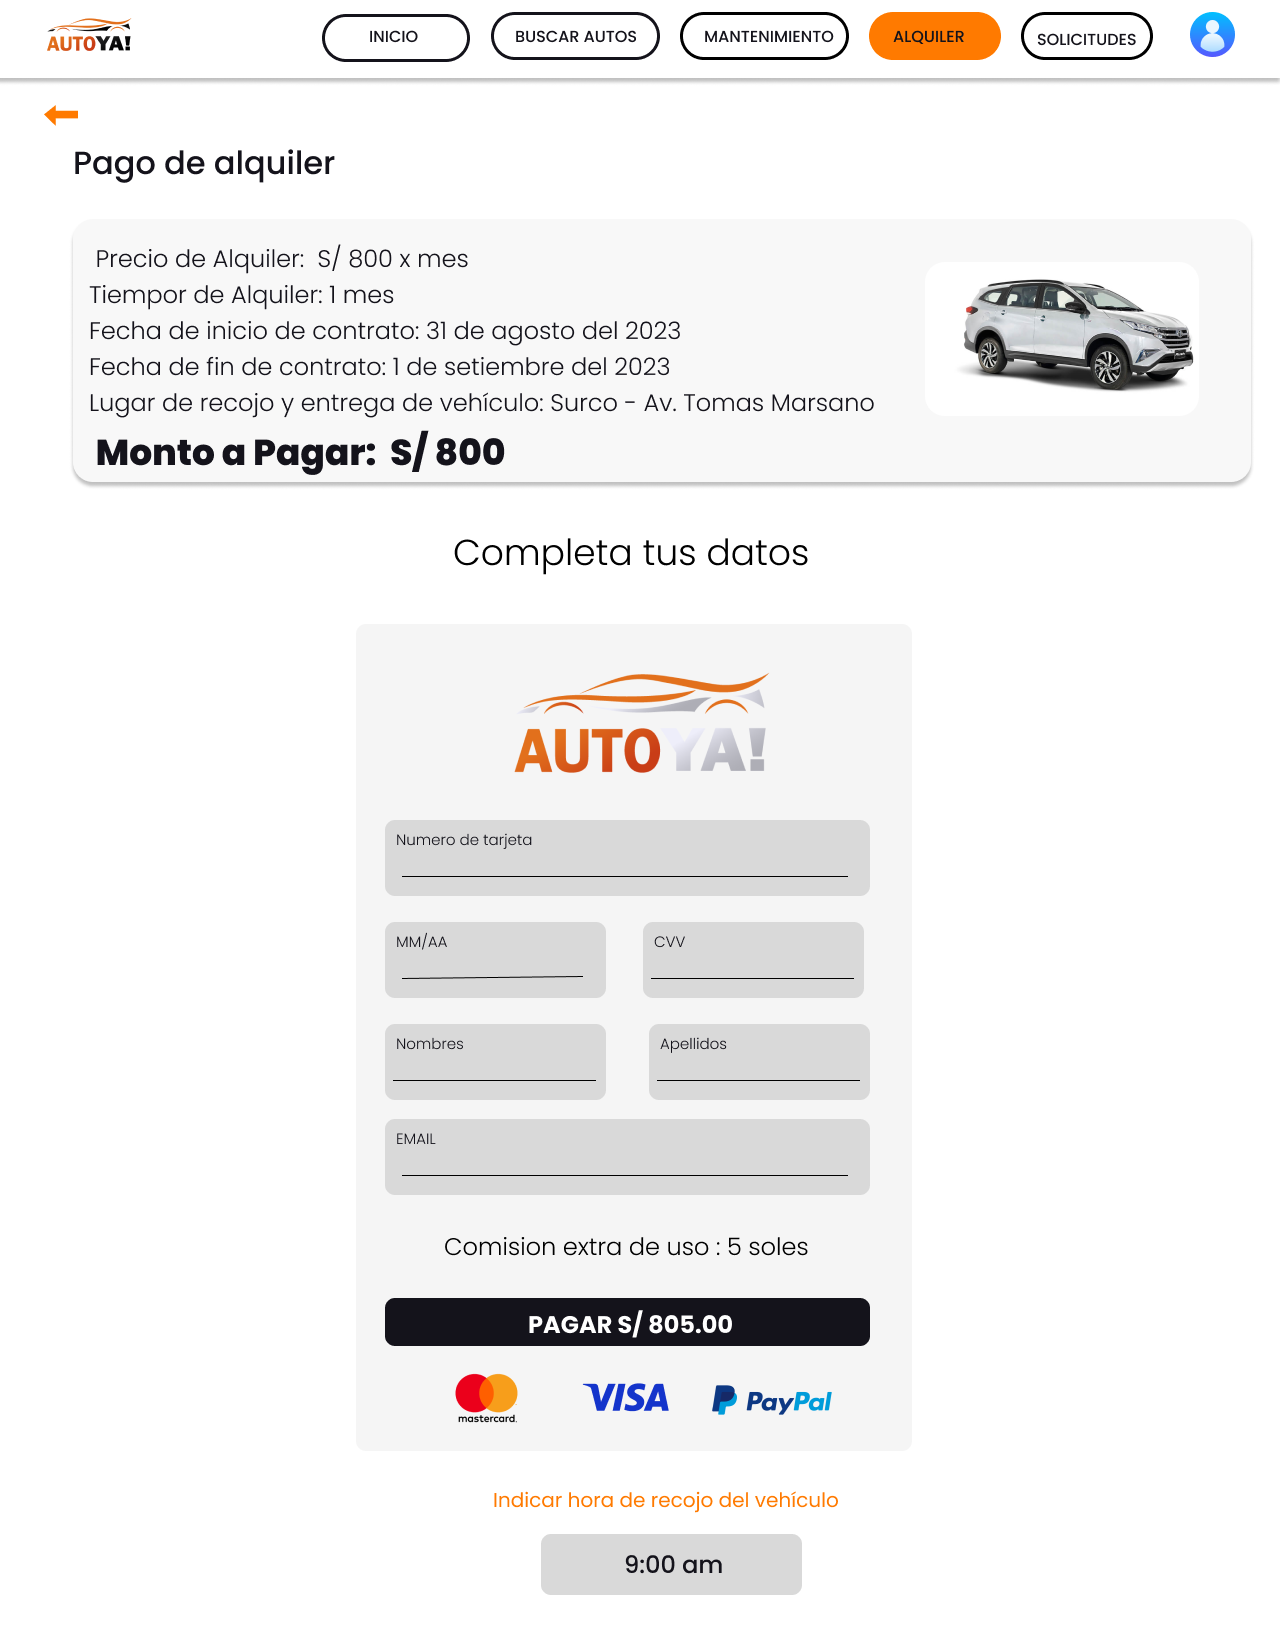 AUTOYA!
INICIO
BUSCAR AUTOS
MANTENIMIENTO
ALQUILER
SOLICITUDES
Pago de alquiler
Precio de Alquiler: S/ 800 x mes
Tiempor de Alquiler: 1 mes
Fecha de inicio de contrato: 31 de agosto del 2023
Fecha de fin de contrato: 1 de setiembre del 2023
Lugar de recojo y entrega de vehículo: Surco - Av. Tomas Marsano
Monto a Pagar: S/ 800
Completa tus datos
AUTOYA!
Numero de tarjeta
MM/AA
CVV
Nombres
Apellidos
EMAIL
Comision extra de uso : 5 soles
PAGAR S/ 805.00
mastercard.
VISA
PayPal
Indicar hora de recojo del vehículo
9:00 am